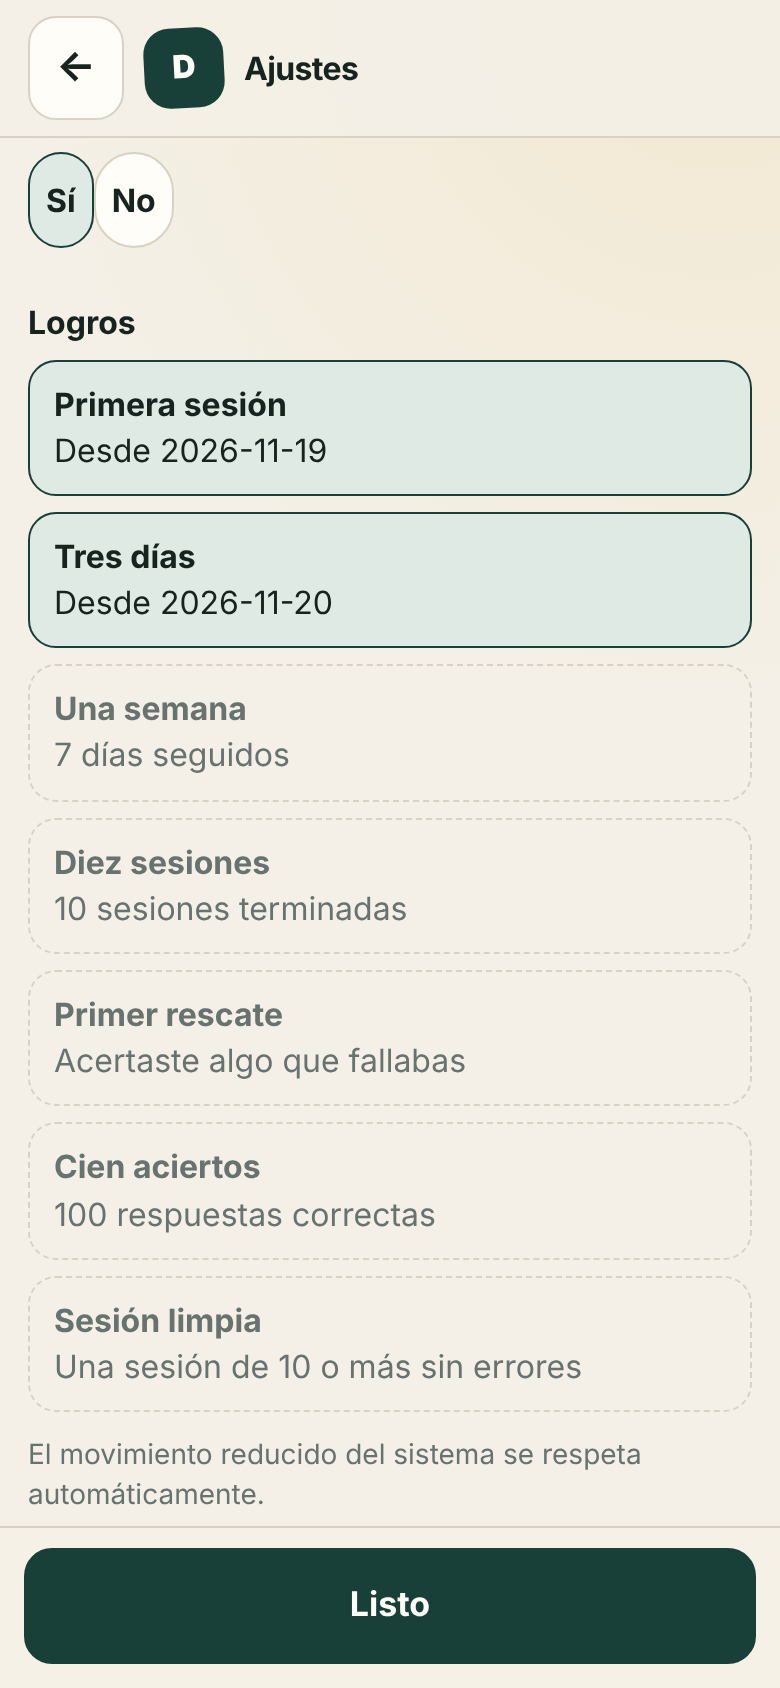 D
Ajustes
Sí
No
Logros
Primera sesión
Desde 2026-11-19
Tres días
Desde 2026-11-20
Una semana
7 días seguidos
Diez sesiones
10 sesiones terminadas
Primer rescate
Acertaste algo que fallabas
Cien aciertos
100 respuestas correctas
Sesión limpia
Una sesión de 10 o más sin errores
El movimiento reducido del sistema se respeta
automáticamente.
Listo